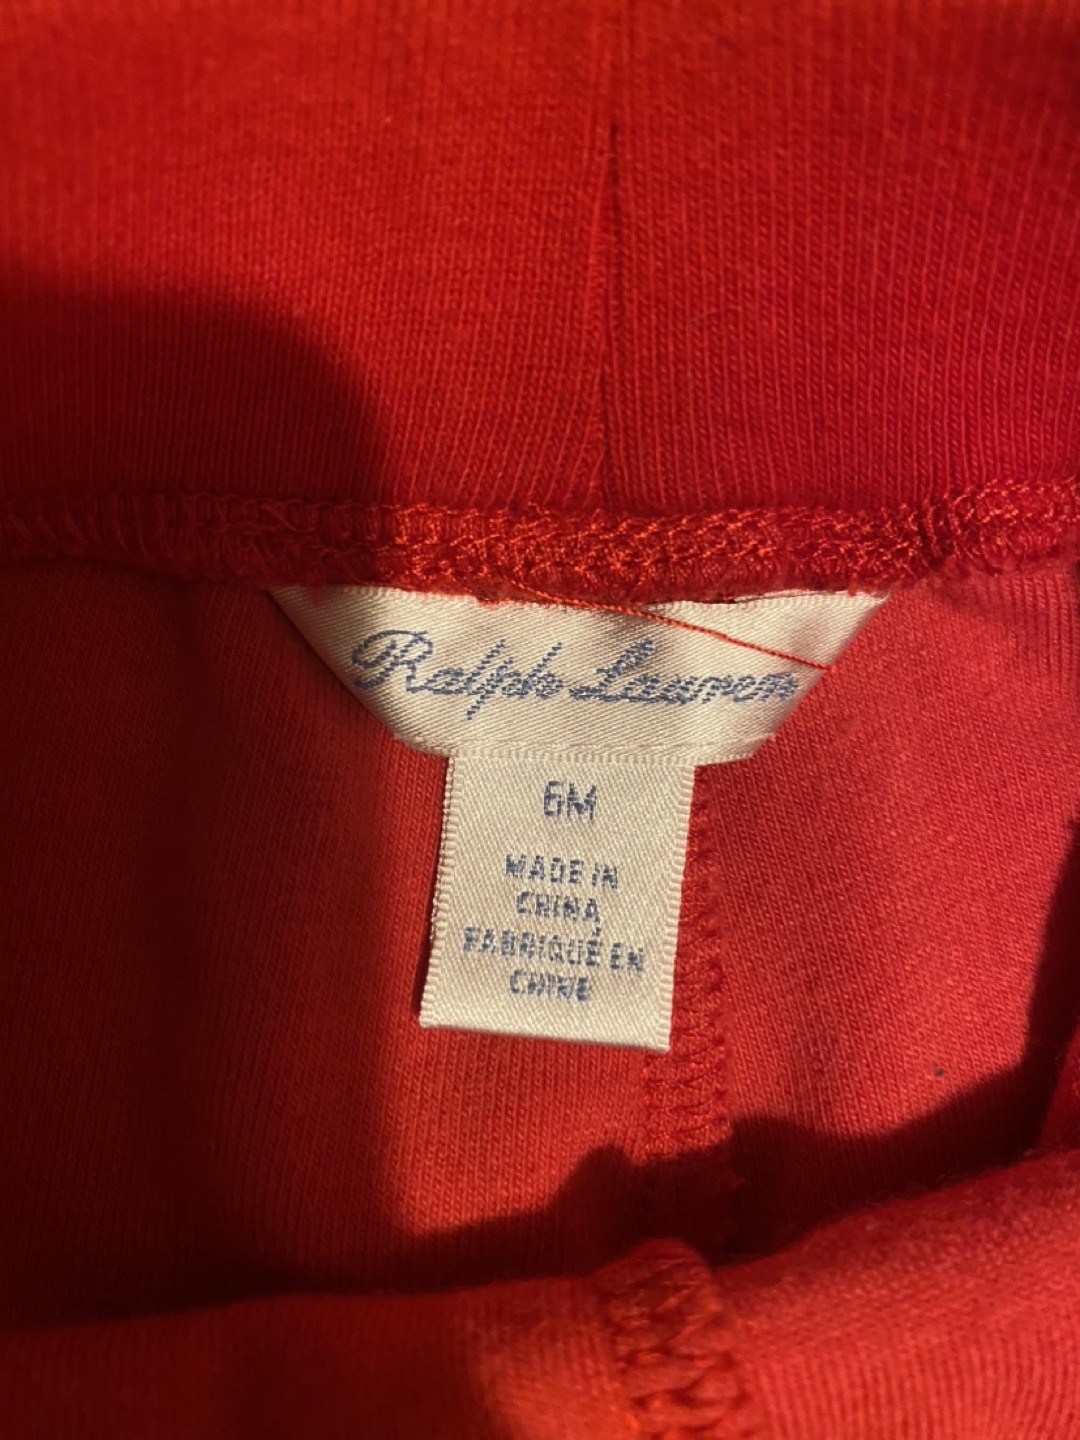 Ralph Lauren
6M
MADE IN
CHINA
FABRIQUÉ EN
CHINE